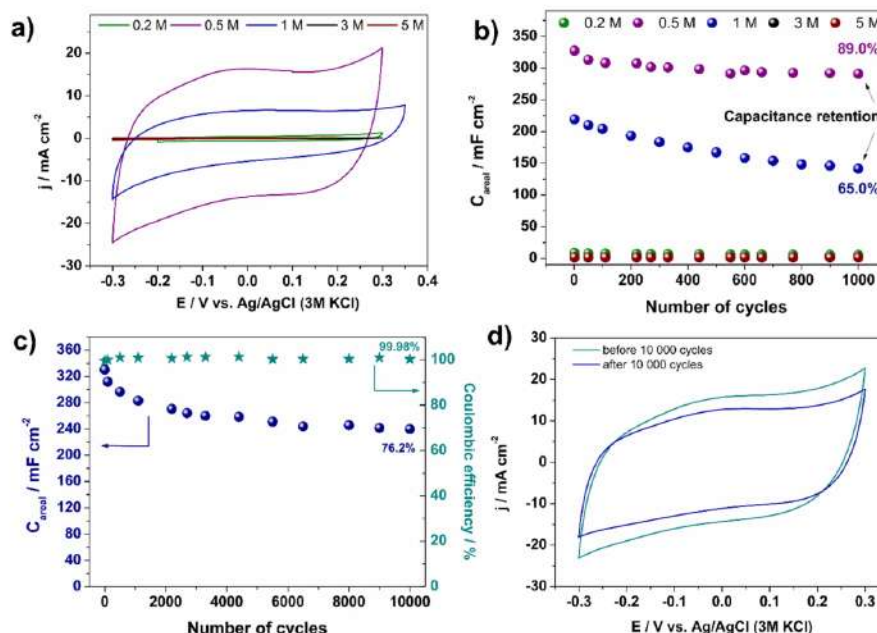 a)
0.2 M 0.5 M 1 M 3 M 5 M
j / mA cm⁻²
20
10
0
-10
-20
-30
-0.3 -0.2 -0.1 0.0 0.1 0.2 0.3 0.4
E / V vs. Ag/AgCl (3M KCl)
b)
0.2 M 0.5 M 1 M 3 M 5 M
C areal / mF cm⁻²
350
300
250
200
150
100
50
0
89.0%
Capacitance retention
65.0%
0 200 400 600 800 1000
Number of cycles
c)
C areal / mF cm⁻²
360
320
280
240
200
160
120
80
40
0
99.98%
76.2%
100
80
60
40
20
0
Coulombic efficiency / %
0 2000 4000 6000 8000 10000
Number of cycles
d)
before 10 000 cycles
after 10 000 cycles
j / mA cm⁻²
30
20
10
0
-10
-20
-30
-0.3 -0.2 -0.1 0.0 0.1 0.2 0.3
E / V vs. Ag/AgCl (3M KCl)